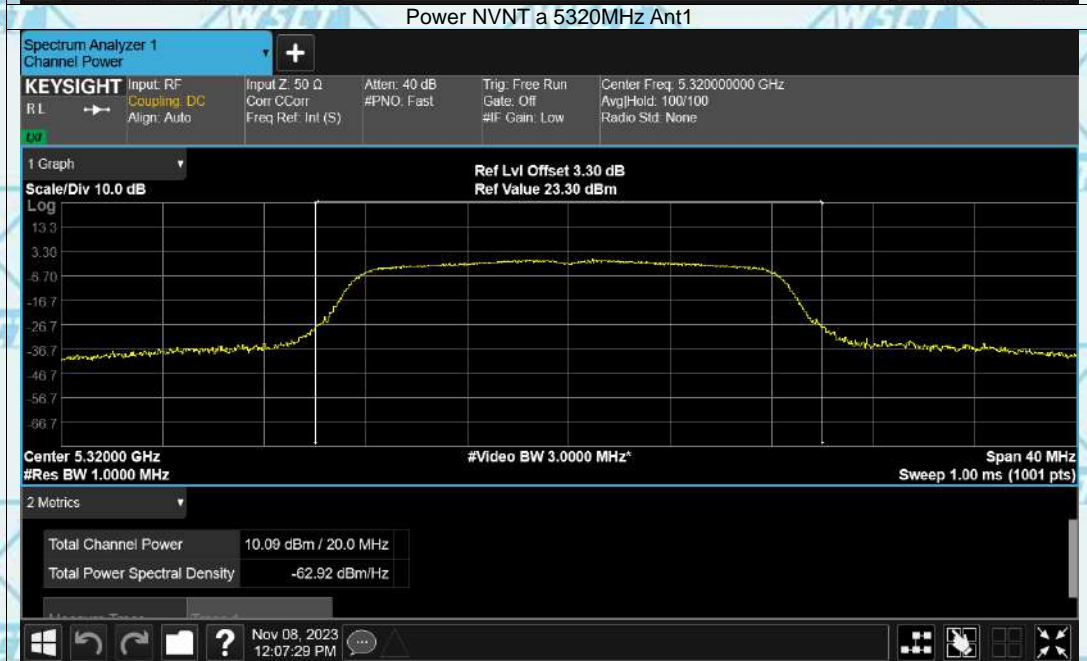 Power NVNT a 5320MHz Ant1
Spectrum Analyzer 1
Channel Power
KEYSIGHT
R L
LXI
Input: RF
Coupling: DC
Align: Auto
Input Z: 50 Ω
Corr CCorr
Freq Ref: Int (S)
Atten: 40 dB
#PNO: Fast
Trig: Free Run
Gate: Off
#IF Gain: Low
Center Freq: 5.320000000 GHz
Avg|Hold: 100/100
Radio Std: None
1 Graph
Scale/Div 10.0 dB
Ref Lvl Offset 3.30 dB
Ref Value 23.30 dBm
Log
13.3
3.30
-6.70
-16.7
-26.7
-36.7
-46.7
-56.7
-66.7
Center 5.32000 GHz
#Res BW 1.0000 MHz
#Video BW 3.0000 MHz*
Span 40 MHz
Sweep 1.00 ms (1001 pts)
2 Metrics
Total Channel Power 10.09 dBm / 20.0 MHz
Total Power Spectral Density -62.92 dBm/Hz
?
Nov 08, 2023
12:07:29 PM